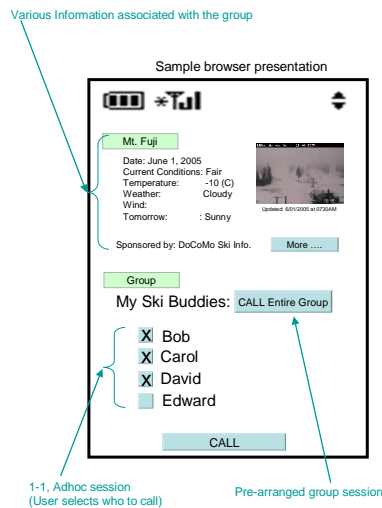 Various Information associated with the group
Sample browser presentation
Mt. Fuji
Date: June 1, 2005
Current Conditions: Fair
Temperature: -10 (C)
Weather: Cloudy
Wind:
Tomorrow: : Sunny
Updated: 6/01/2005 at 0730AM
Sponsored by: DoCoMo Ski Info.
More ....
Group
My Ski Buddies:
CALL Entire Group
X Bob
X Carol
X David
Edward
CALL
1-1, Adhoc session
(User selects who to call)
Pre-arranged group session